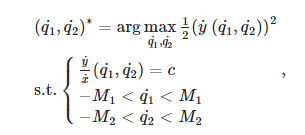 (q̇₁, q̇₂)* = arg max ½ (ẏ (q̇₁, q̇₂))²
q̇₁,q̇₂
s.t. { ẏ/ẋ (q̇₁, q̇₂) = c
−M₁ < q̇₁ < M₁ ,
−M₂ < q̇₂ < M₂